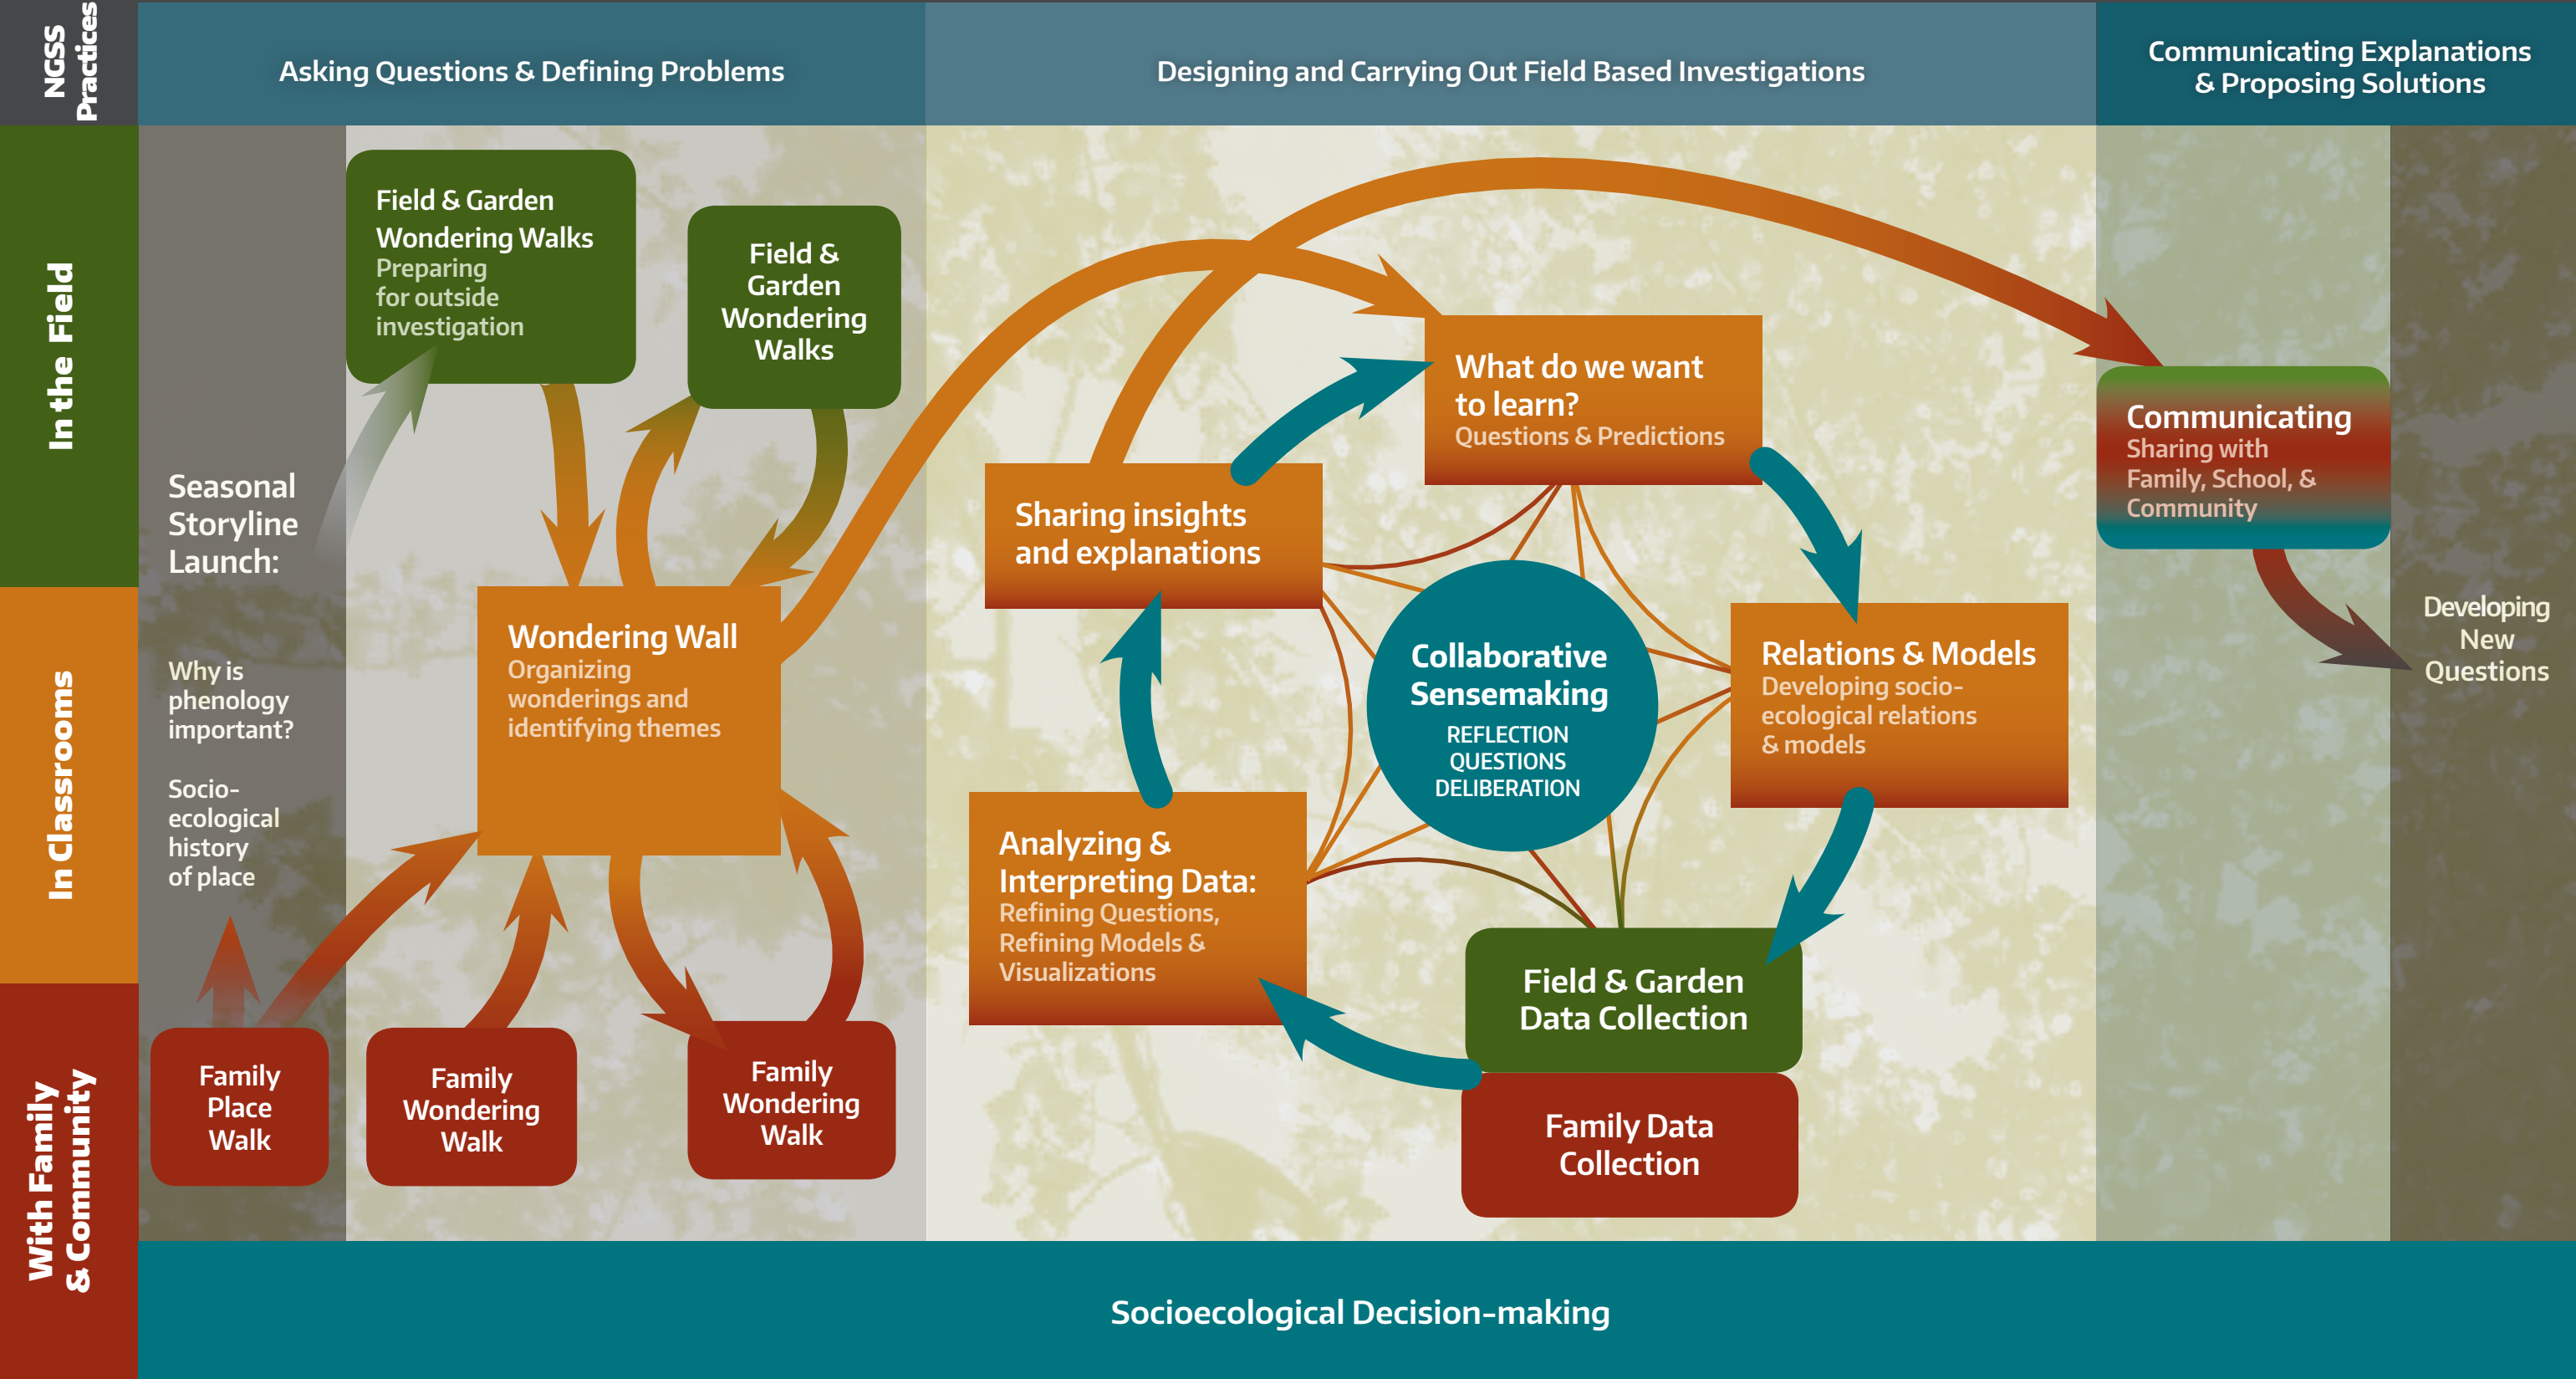 NGSS
Practices
Asking Questions & Defining Problems
Designing and Carrying Out Field Based Investigations
Communicating Explanations
& Proposing Solutions
In the Field
In Classrooms
With Family
& Community
Seasonal
Storyline
Launch:
Why is
phenology
important?
Socio-
ecological
history
of place
Family
Place
Walk
Field & Garden
Wondering Walks
Preparing
for outside
investigation
Field &
Garden
Wondering
Walks
Wondering Wall
Organizing
wonderings and
identifying themes
Family
Wondering
Walk
Family
Wondering
Walk
What do we want
to learn?
Questions & Predictions
Sharing insights
and explanations
Collaborative
Sensemaking
REFLECTION
QUESTIONS
DELIBERATION
Relations & Models
Developing socio-
ecological relations
& models
Analyzing &
Interpreting Data:
Refining Questions,
Refining Models &
Visualizations
Field & Garden
Data Collection
Family Data
Collection
Communicating
Sharing with
Family, School, &
Community
Developing
New
Questions
Socioecological Decision-making